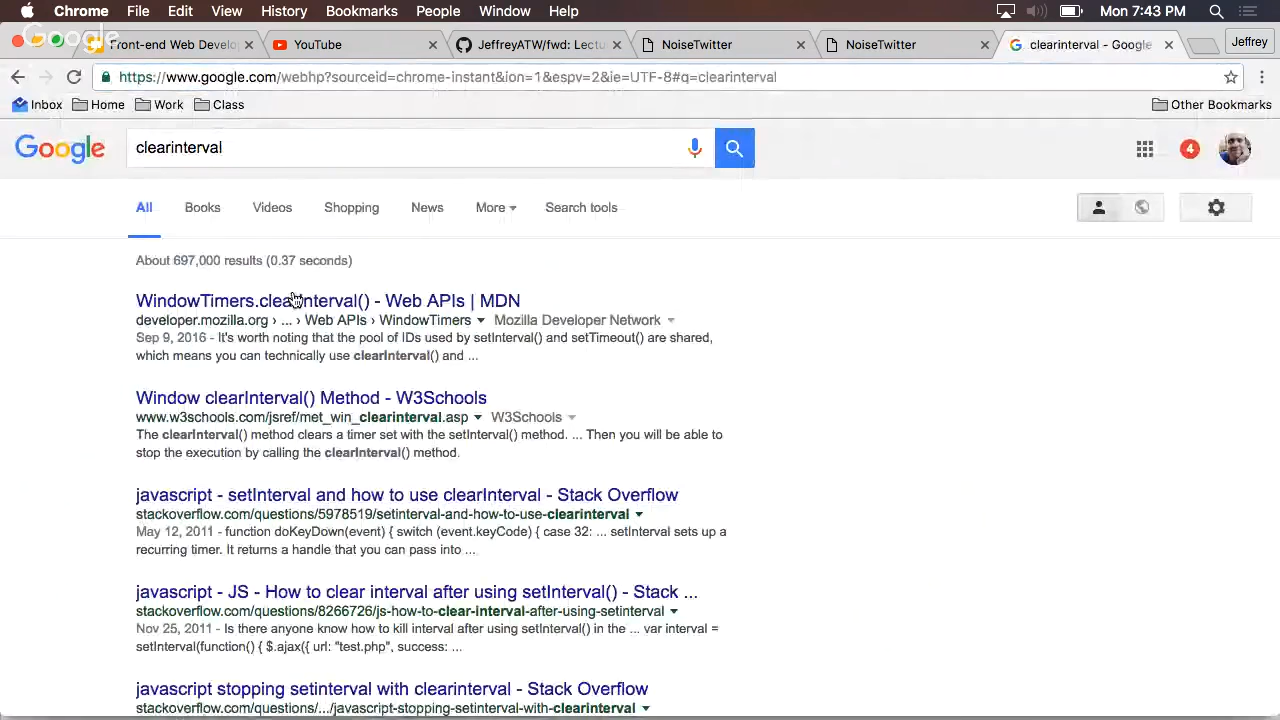 Chrome File Edit View History Bookmarks People Window Help Mon 7:43 PM
Google
Front-end Web Develo Youtube JeffreyATW/fwd: Lectu NoiseTwitter NoiseTwitter clearinterval - Google Jeffrey
https://www.google.com/webhp?sourceid=chrome-instant&ion=1&espv=2&ie=UTF-8#q=clearinterval
Inbox Home Work Class Other Bookmarks
Google clearinterval 4
All Books Videos Shopping News More Search tools
About 697,000 results (0.37 seconds)
WindowTimers.clearInterval() - Web APIs | MDN
developer.mozilla.org › ... › Web APIs › WindowTimers Mozilla Developer Network
Sep 9, 2016 - It's worth noting that the pool of IDs used by setInterval() and setTimeout() are shared,
which means you can technically use clearInterval() and ...
Window clearInterval() Method - W3Schools
www.w3schools.com/jsref/met_win_clearinterval.asp W3Schools
The clearInterval() method clears a timer set with the setInterval() method. ... Then you will be able to
stop the execution by calling the clearInterval() method.
javascript - setInterval and how to use clearInterval - Stack Overflow
stackoverflow.com/questions/5978519/setinterval-and-how-to-use-clearinterval
May 12, 2011 - function doKeyDown(event) { switch (event.keyCode) { case 32: ... setInterval sets up a
recurring timer. It returns a handle that you can pass into ...
javascript - JS - How to clear interval after using setInterval() - Stack ...
stackoverflow.com/questions/8266726/js-how-to-clear-interval-after-using-setinterval
Nov 25, 2011 - Is there anyone know how to kill interval after using setInterval() in the ... var interval =
setInterval(function() { $.ajax({ url: "test.php", success: ...
javascript stopping setinterval with clearinterval - Stack Overflow
stackoverflow.com/questions/.../javascript-stopping-setinterval-with-clearinterval